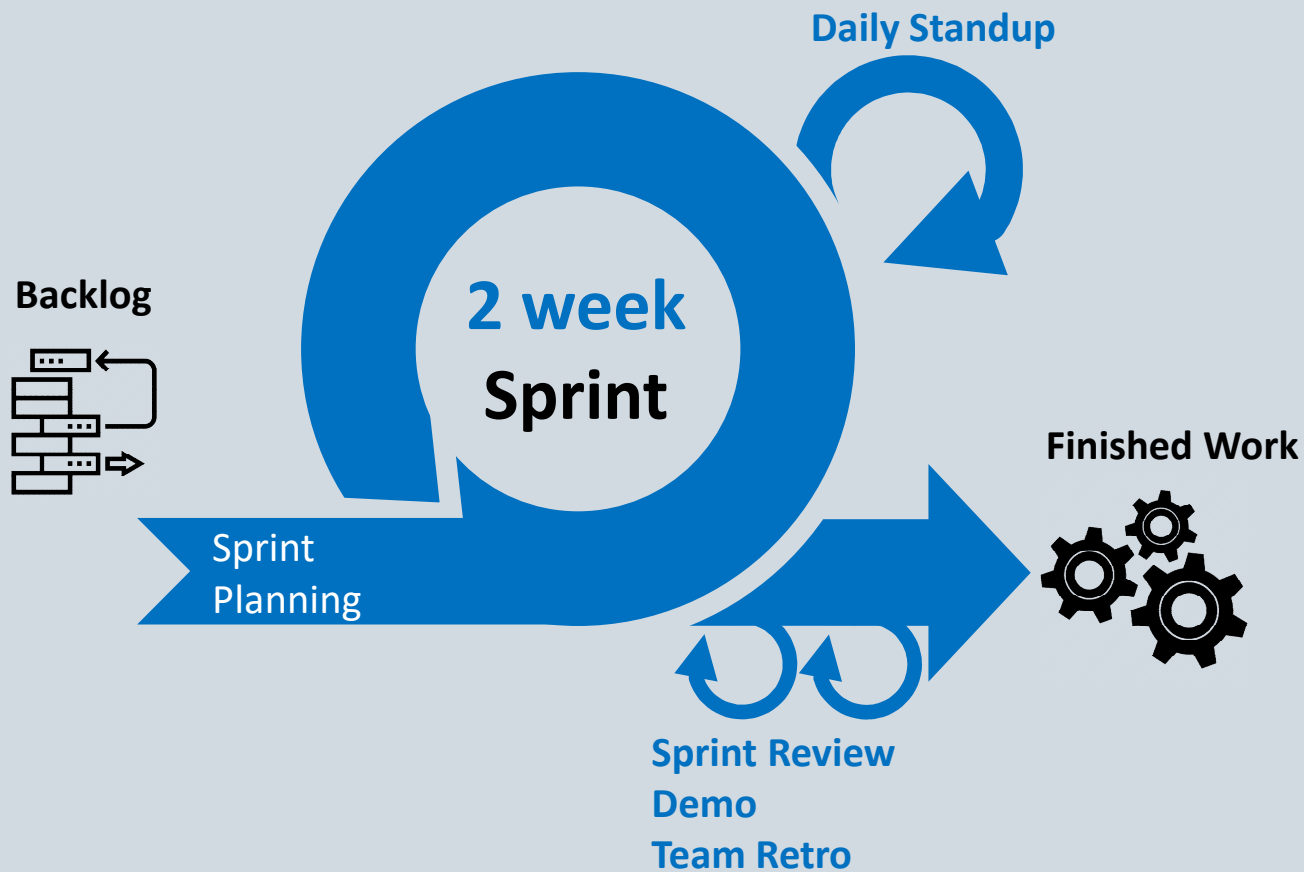 Daily Standup
Backlog
2 week
Sprint
Finished Work
Sprint
Planning
Sprint Review
Demo
Team Retro